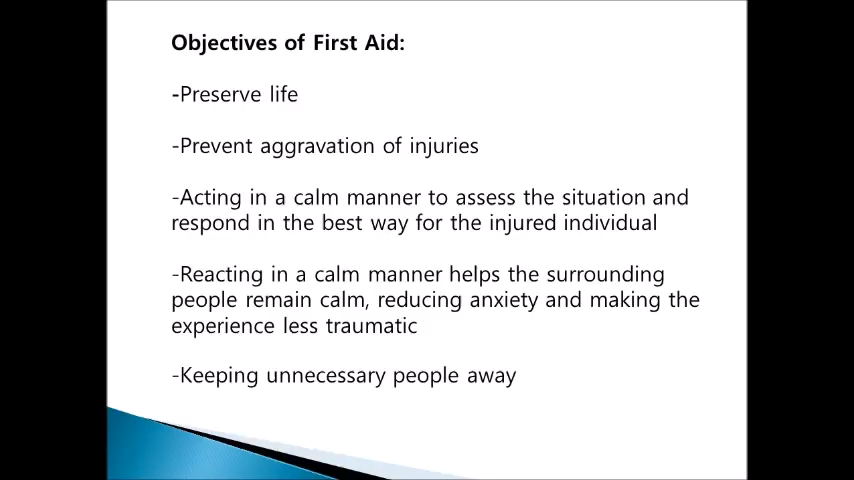 Objectives of First Aid:
-Preserve life
-Prevent aggravation of injuries
-Acting in a calm manner to assess the situation and
respond in the best way for the injured individual
-Reacting in a calm manner helps the surrounding
people remain calm, reducing anxiety and making the
experience less traumatic
-Keeping unnecessary people away